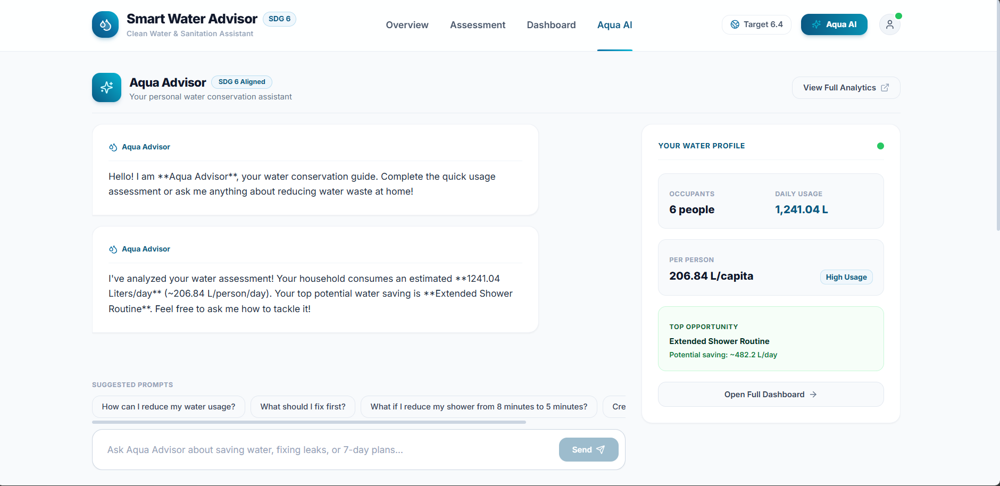 Smart Water Advisor
SDG 6
Clean Water & Sanitation Assistant
Overview
Assessment
Dashboard
Aqua AI
Target 6.4
Aqua AI
Aqua Advisor
SDG 6 Aligned
Your personal water conservation assistant
View Full Analytics
Aqua Advisor
Hello! I am **Aqua Advisor**, your water conservation guide. Complete the quick usage
assessment or ask me anything about reducing water waste at home!
Aqua Advisor
I've analyzed your water assessment! Your household consumes an estimated **1241.04
Liters/day** (~206.84 L/person/day). Your top potential water saving is **Extended Shower
Routine**. Feel free to ask me how to tackle it!
SUGGESTED PROMPTS
How can I reduce my water usage?
What should I fix first?
What if I reduce my shower from 8 minutes to 5 minutes?
Cre
Ask Aqua Advisor about saving water, fixing leaks, or 7-day plans...
Send
YOUR WATER PROFILE
OCCUPANTS
6 people
DAILY USAGE
1,241.04 L
PER PERSON
206.84 L/capita
High Usage
TOP OPPORTUNITY
Extended Shower Routine
Potential saving: ~482.2 L/day
Open Full Dashboard